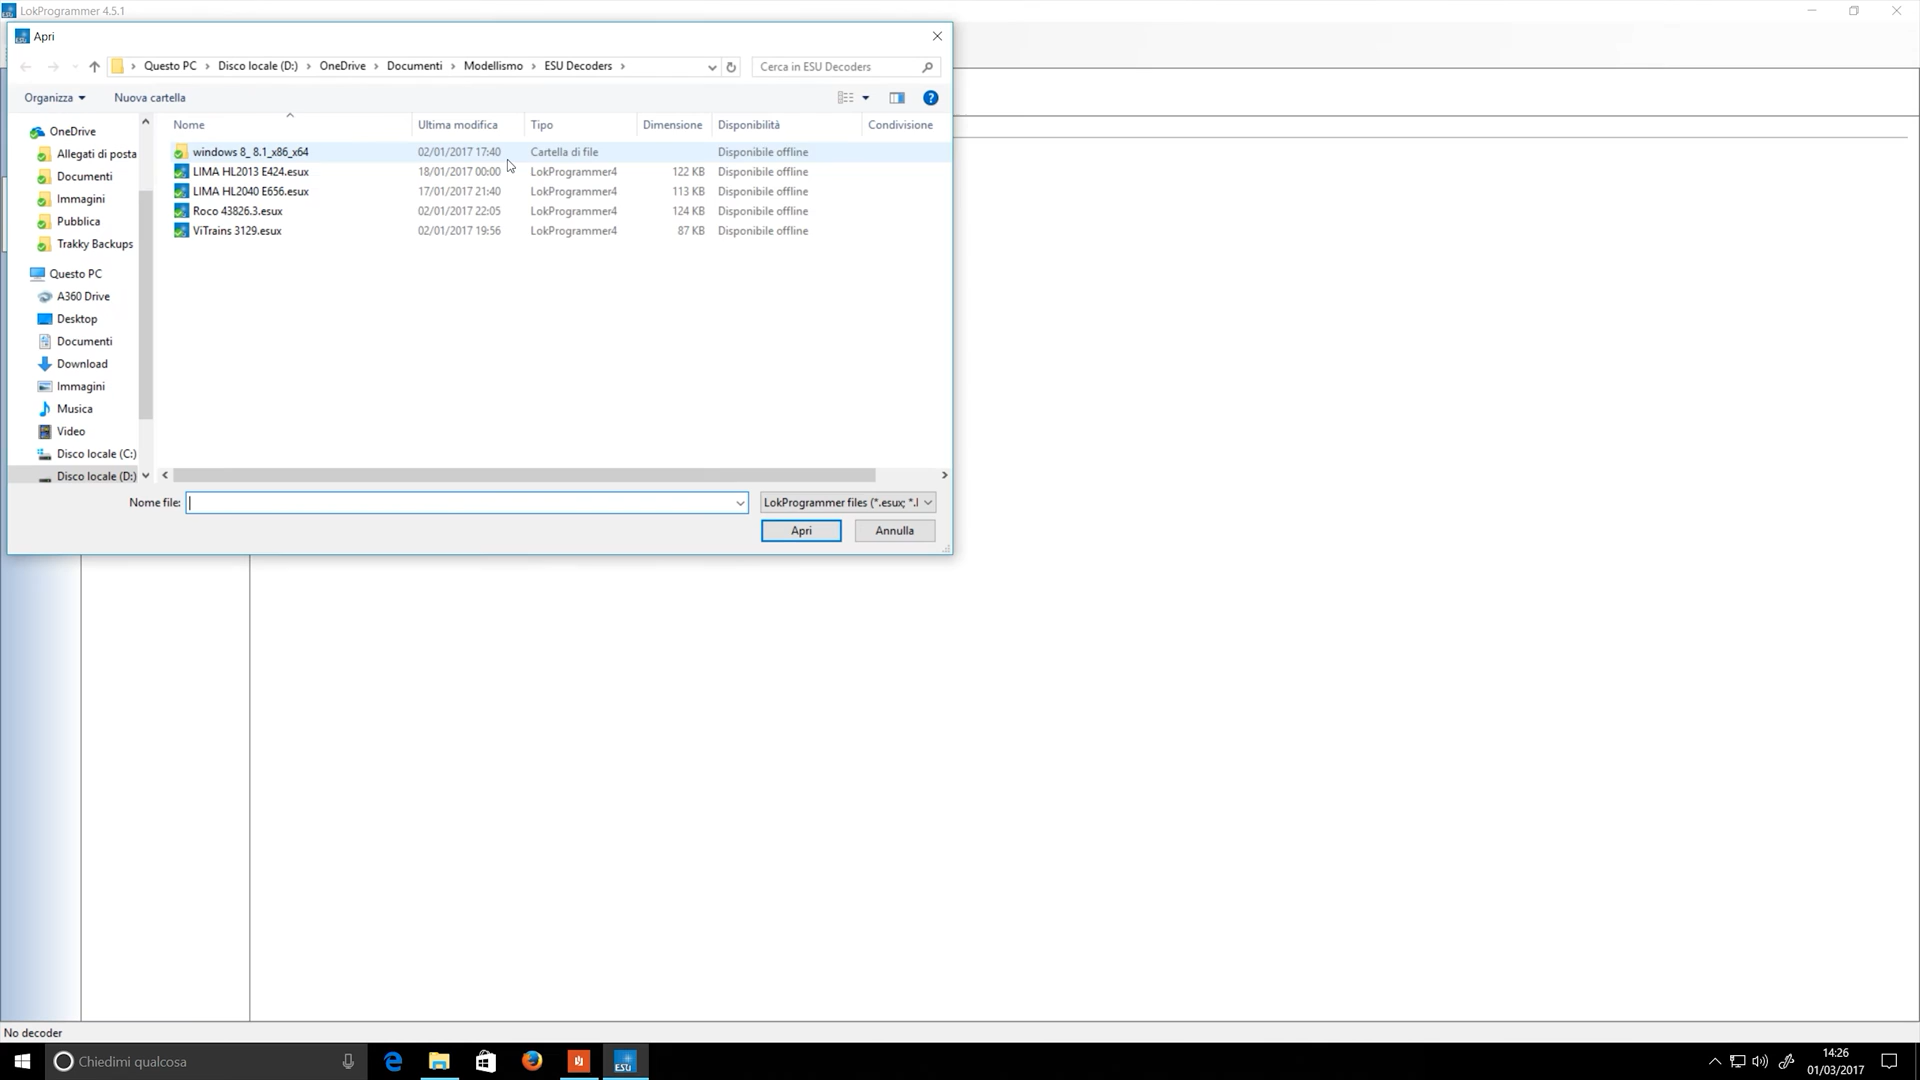 LokProgrammer 4.5.1
Apri
Questo PC > Disco locale (D:) > OneDrive > Documenti > Modellismo > ESU Decoders >
Cerca in ESU Decoders
Organizza
Nuova cartella
Nome Ultima modifica Tipo Dimensione Disponibilità Condivisione
windows 8_ 8.1_x86_x64 02/01/2017 17:40 Cartella di file Disponibile offline
LIMA HL2013 E424.esux 18/01/2017 00:00 LokProgrammer4 122 KB Disponibile offline
LIMA HL2040 E656.esux 17/01/2017 21:40 LokProgrammer4 113 KB Disponibile offline
Roco 43826.3.esux 02/01/2017 22:05 LokProgrammer4 124 KB Disponibile offline
ViTrains 3129.esux 02/01/2017 19:56 LokProgrammer4 87 KB Disponibile offline
OneDrive
Allegati di posta
Documenti
Immagini
Pubblica
Trakky Backups
Questo PC
A360 Drive
Desktop
Documenti
Download
Immagini
Musica
Video
Disco locale (C:)
Disco locale (D:)
Nome file:
LokProgrammer files (*.esux; *.l
Apri
Annulla
No decoder
Chiedimi qualcosa
ESU
14:26
01/03/2017